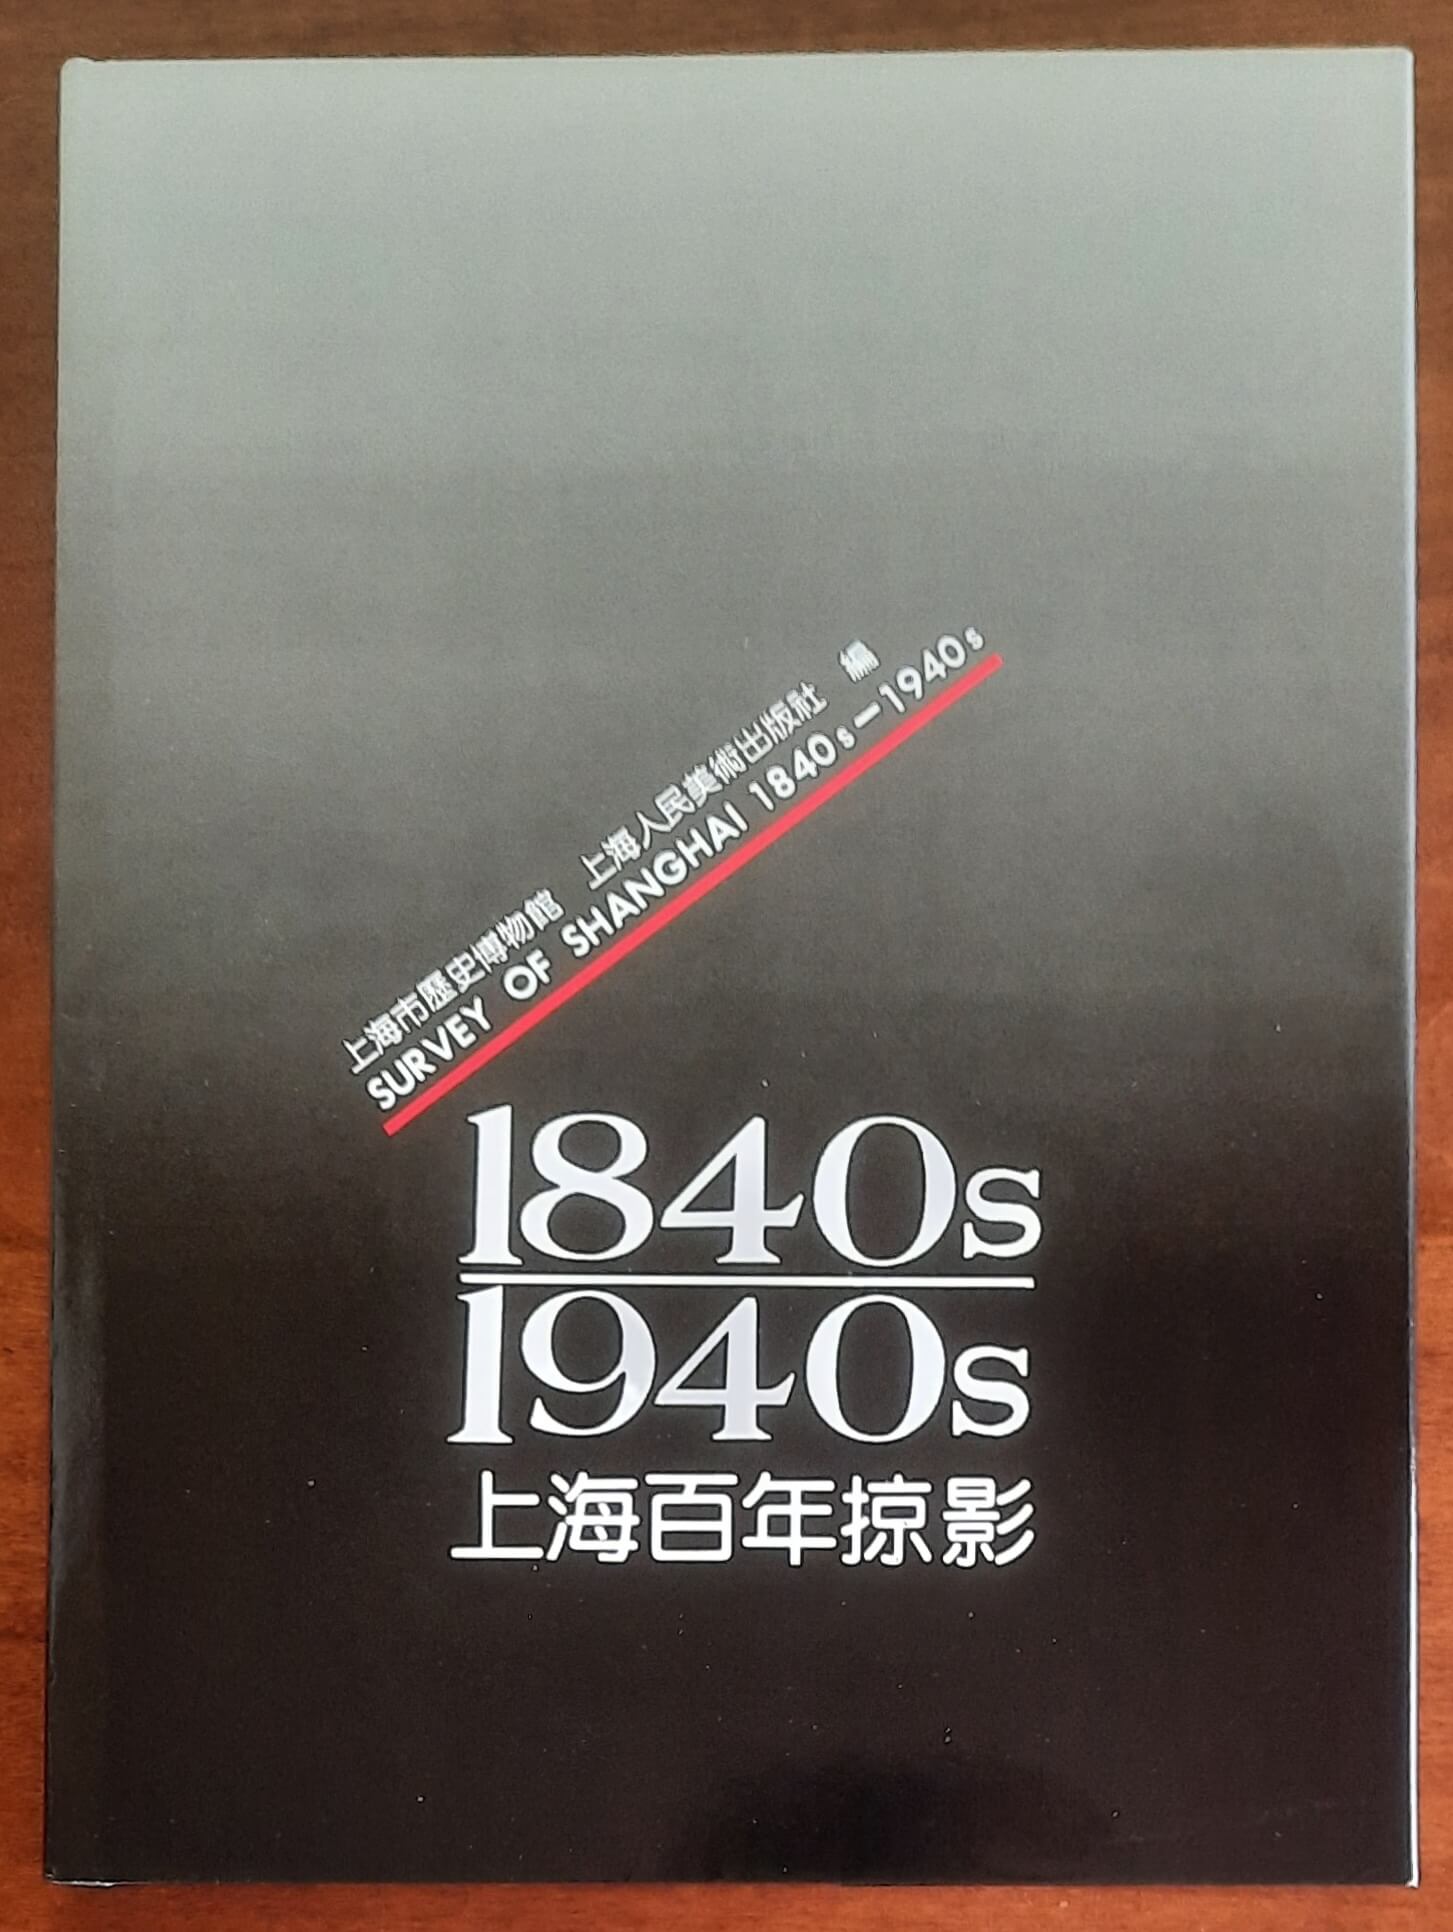 上海市歷史博物館　上海人民美術出版社　編
SURVEY OF SHANGHAI 1840s—1940s
1840s
1940s
上海百年掠影